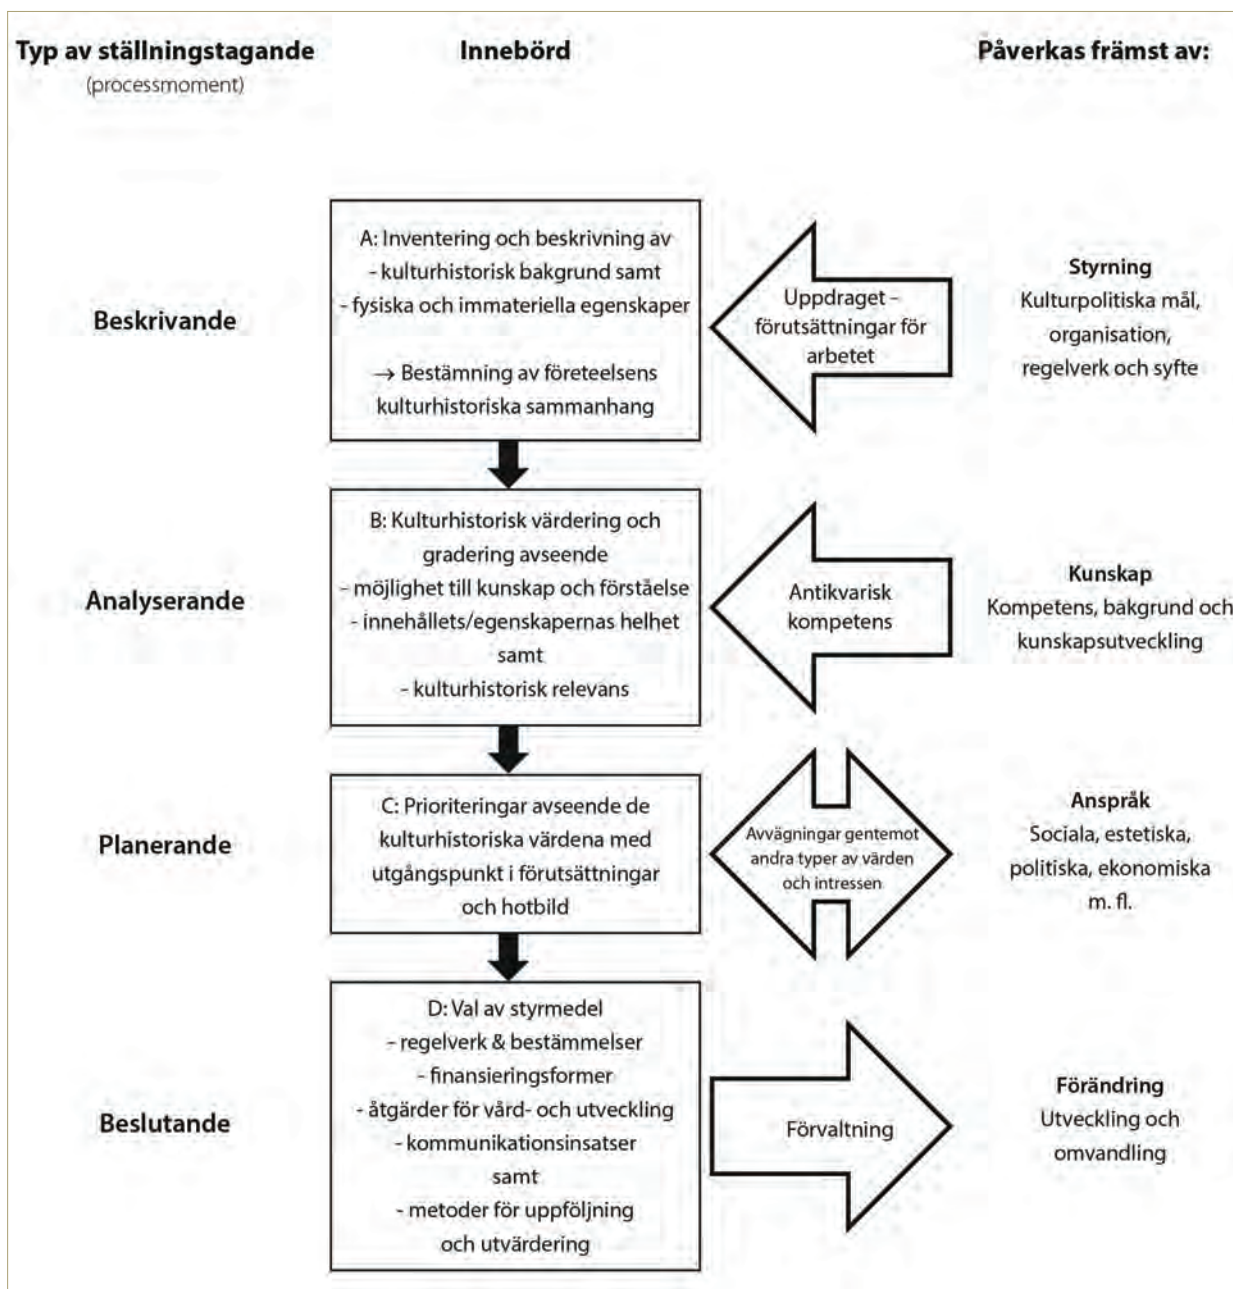 Typ av ställningstagande
(processmoment)
Innebörd
Påverkas främst av:
Beskrivande
A: Inventering och beskrivning av
- kulturhistorisk bakgrund samt
- fysiska och immateriella egenskaper
→ Bestämning av företeelsens
kulturhistoriska sammanhang
Uppdraget –
förutsättningar för
arbetet
Styrning
Kulturpolitiska mål,
organisation,
regelverk och syfte
Analyserande
B: Kulturhistorisk värdering och
gradering avseende
- möjlighet till kunskap och förståelse
- innehållets/egenskapernas helhet
samt
- kulturhistorisk relevans
Antikvarisk
kompetens
Kunskap
Kompetens, bakgrund och
kunskapsutveckling
Planerande
C: Prioriteringar avseende de
kulturhistoriska värdena med
utgångspunkt i förutsättningar
och hotbild
Avvägningar gentemot
andra typer av värden
och intressen
Anspråk
Sociala, estetiska,
politiska, ekonomiska
m. fl.
Beslutande
D: Val av styrmedel
- regelverk & bestämmelser
- finansieringsformer
- åtgärder för vård- och utveckling
- kommunikationsinsatser
samt
- metoder för uppföljning
och utvärdering
Förvaltning
Förändring
Utveckling och
omvandling